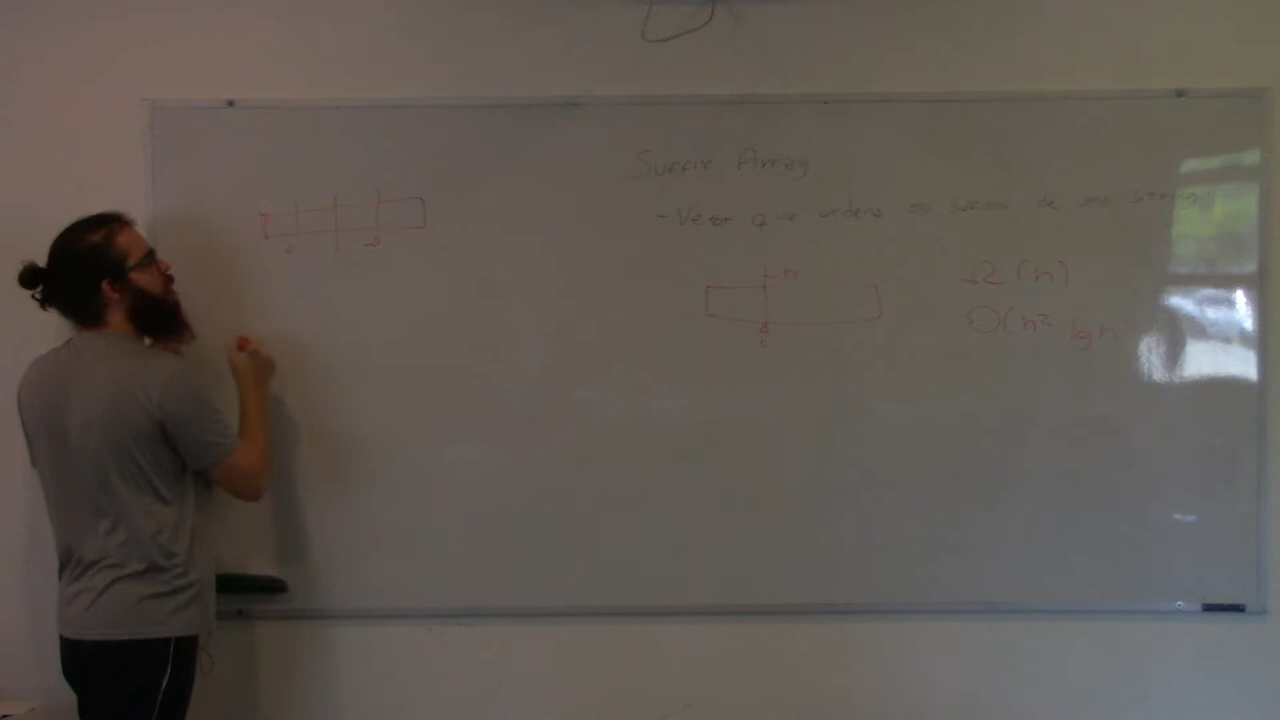 Suffix Array
- Vetor que ordena os sufixos de uma string
Ω(n)
O(n² lg n)
i